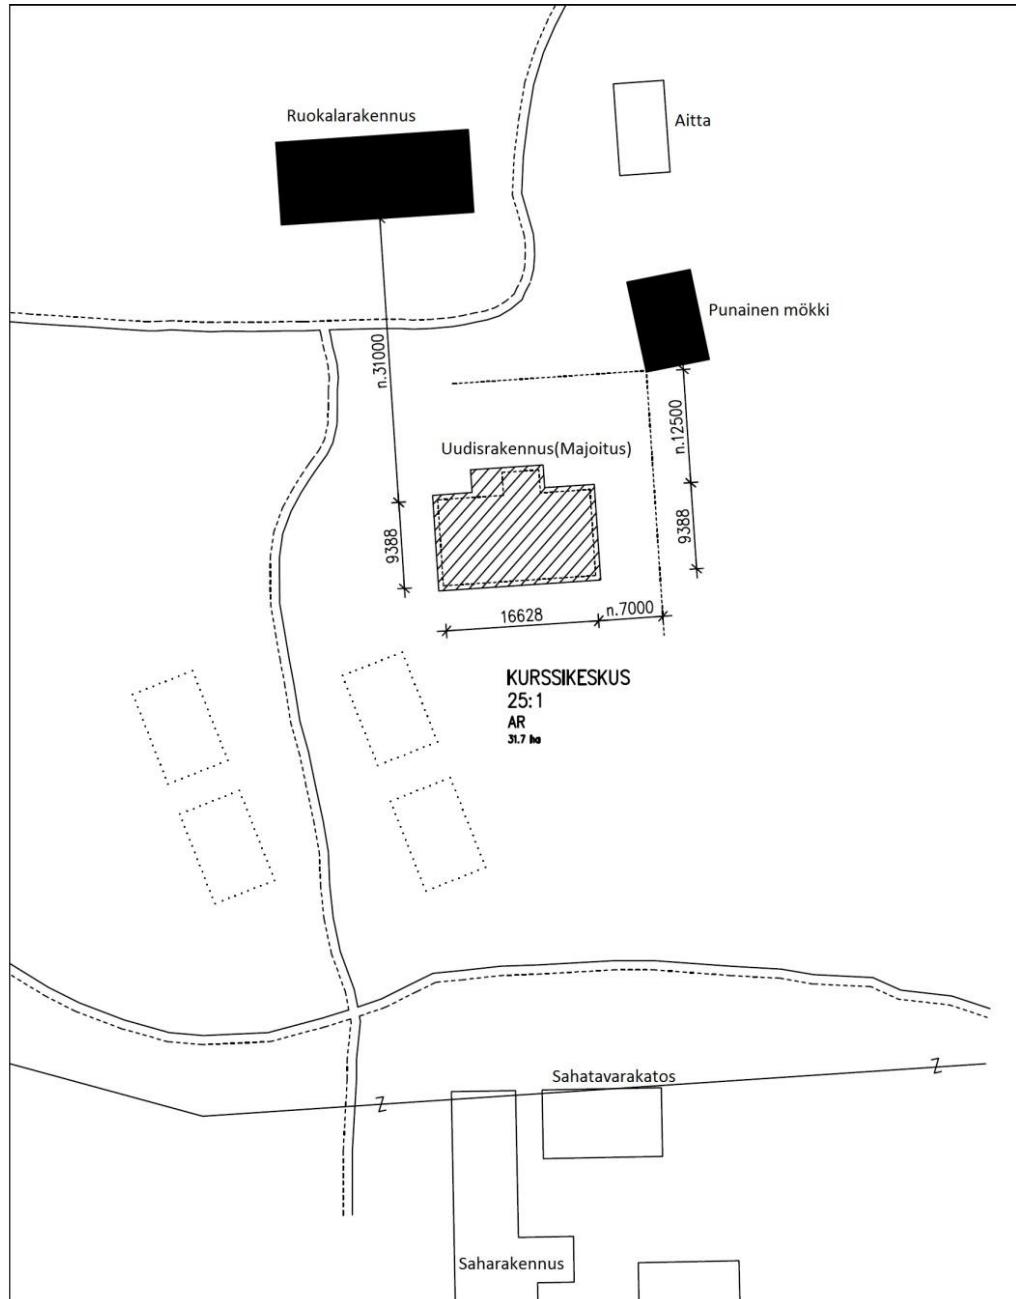 Ruokalarakennus
Aitta
Punainen mökki
n.31000
n.12500
Uudisrakennus(Majoitus)
9388
9388
16628
n.7000
KURSSIKESKUS
25:1
AR
31.7 ha
Z
Sahatavarakatos
Z
Saharakennus